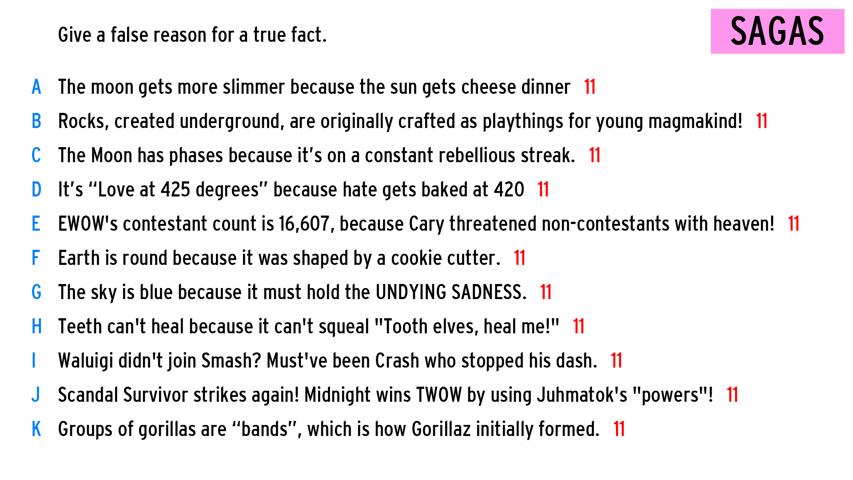 Give a false reason for a true fact.
SAGAS
A The moon gets more slimmer because the sun gets cheese dinner 11
B Rocks, created underground, are originally crafted as playthings for young magmakind! 11
C The Moon has phases because it’s on a constant rebellious streak. 11
D It’s “Love at 425 degrees” because hate gets baked at 420 11
E EWOW's contestant count is 16,607, because Cary threatened non-contestants with heaven! 11
F Earth is round because it was shaped by a cookie cutter. 11
G The sky is blue because it must hold the UNDYING SADNESS. 11
H Teeth can't heal because it can't squeal "Tooth elves, heal me!" 11
I Waluigi didn't join Smash? Must've been Crash who stopped his dash. 11
J Scandal Survivor strikes again! Midnight wins TWOW by using Juhmatok's "powers"! 11
K Groups of gorillas are “bands”, which is how Gorillaz initially formed. 11